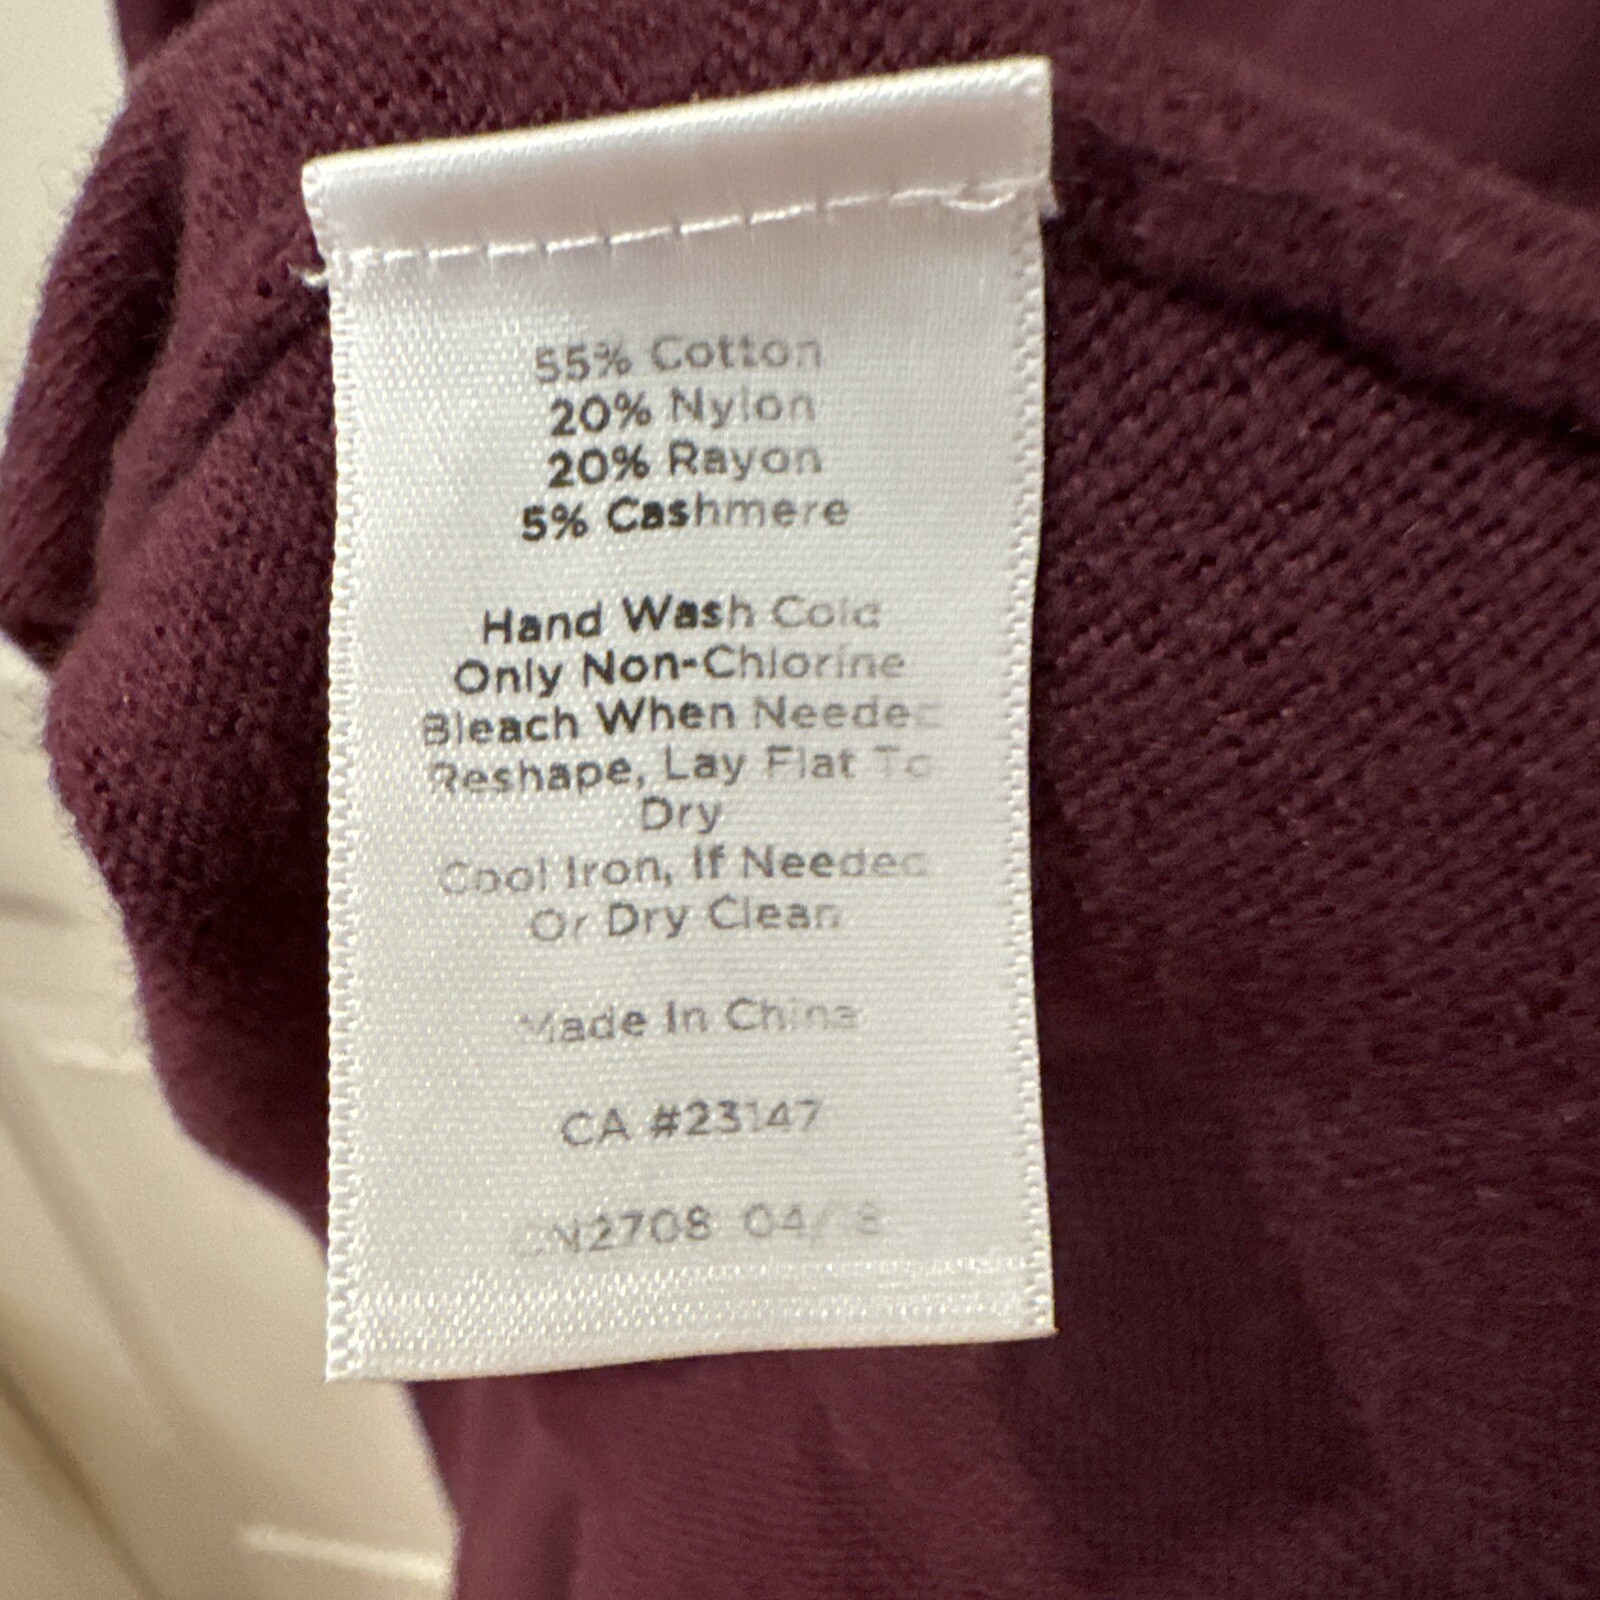 55% Cotton
20% Nylon
20% Rayon
5% Cashmere
Hand Wash Cold
Only Non-Chlorine
Bleach When Needed
Reshape, Lay Flat To
Dry
Cool Iron, If Needed
Or Dry Clean
Made In China
CA #23147